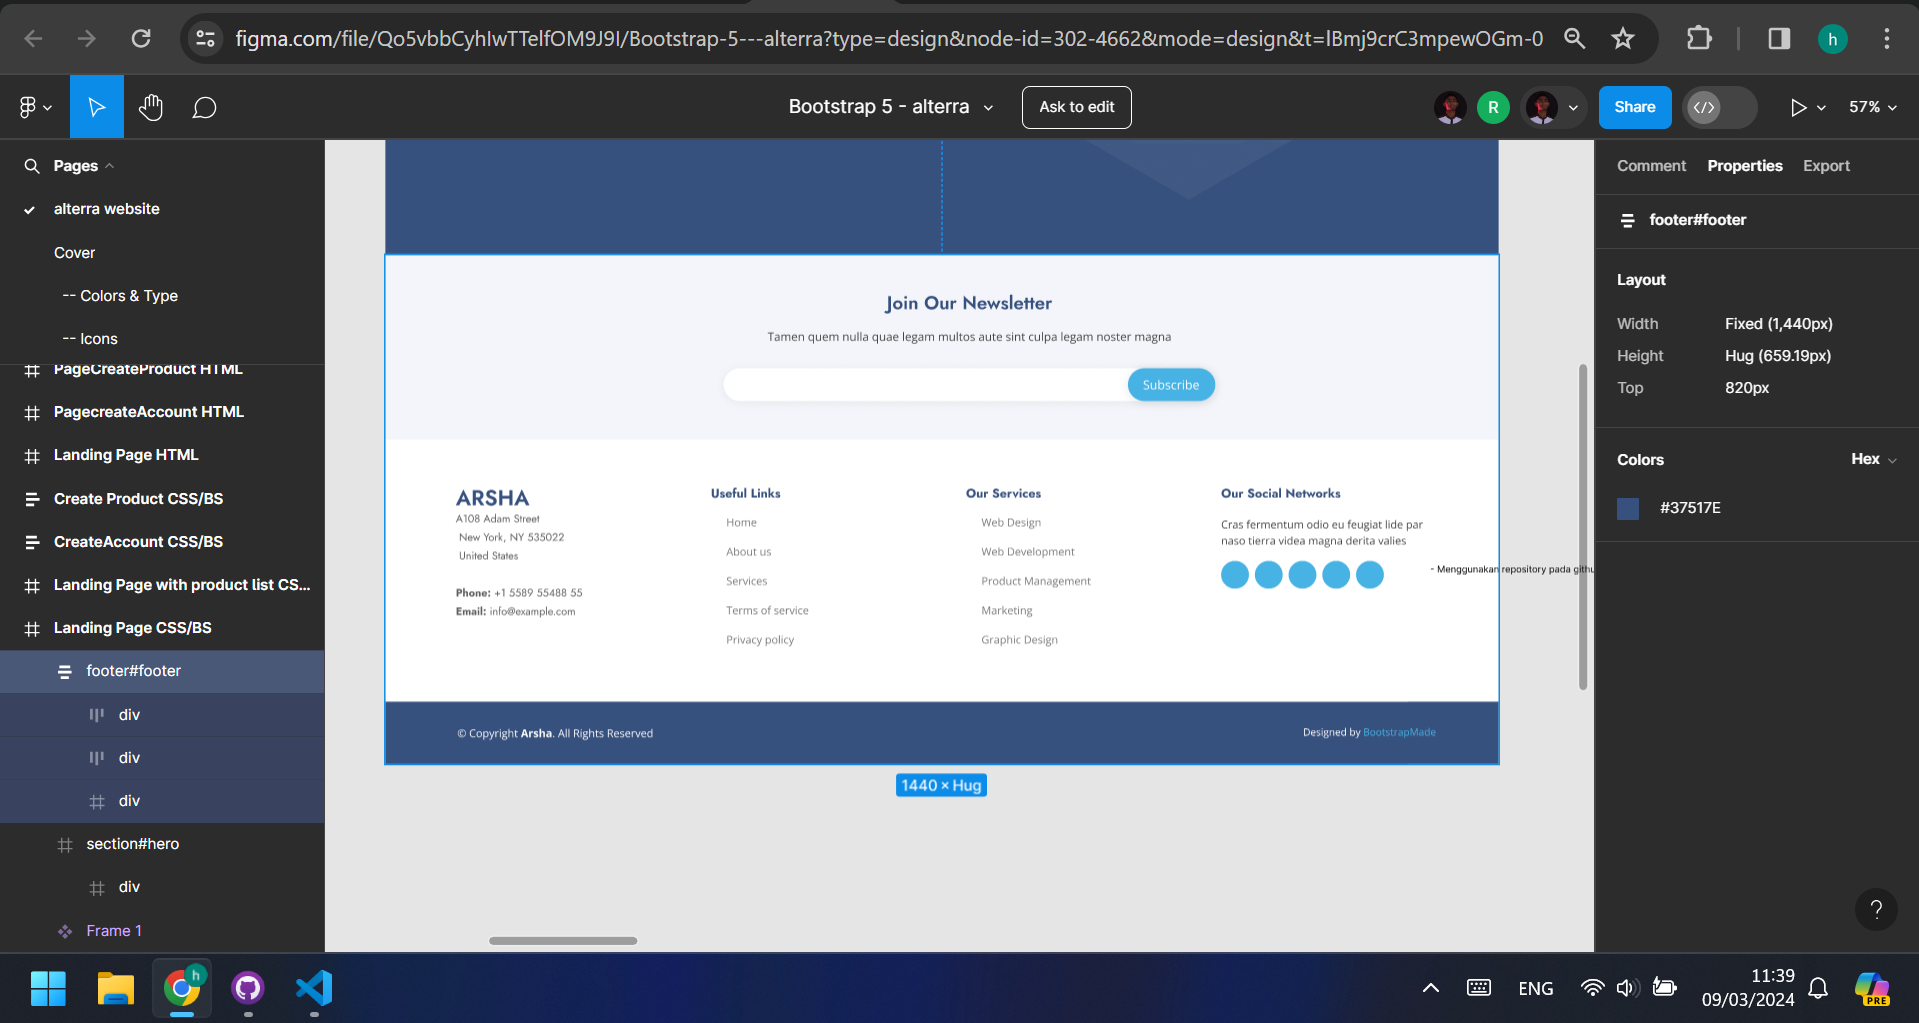 figma.com/file/Qo5vbbCyhIwTTelfOM9J9I/Bootstrap-5---alterra?type=design&node-id=302-4662&mode=design&t=lBmj9crC3mpewOGm-0
h
Bootstrap 5 - alterra
Ask to edit
R
Share
57%
Pages
alterra website
Cover
-- Colors & Type
-- Icons
PageCreateProduct HTML
PagecreateAccount HTML
Landing Page HTML
Create Product CSS/BS
CreateAccount CSS/BS
Landing Page with product list CS...
Landing Page CSS/BS
footer#footer
div
div
div
section#hero
div
Frame 1
Join Our Newsletter
Tamen quem nulla quae legam multos aute sint culpa legam noster magna
Subscribe
ARSHA
A108 Adam Street
New York, NY 535022
United States
Phone: +1 5589 55488 55
Email: info@example.com
Useful Links
Home
About us
Services
Terms of service
Privacy policy
Our Services
Web Design
Web Development
Product Management
Marketing
Graphic Design
Our Social Networks
Cras fermentum odio eu feugiat lide par
naso tierra videa magna derita valies
- Menggunakan repository pada githu
© Copyright Arsha. All Rights Reserved
Designed by BootstrapMade
1440 × Hug
Comment Properties Export
footer#footer
Layout
Width Fixed (1,440px)
Height Hug (659.19px)
Top 820px
Colors Hex
#37517E
?
h
ENG
11:39
09/03/2024
PRE